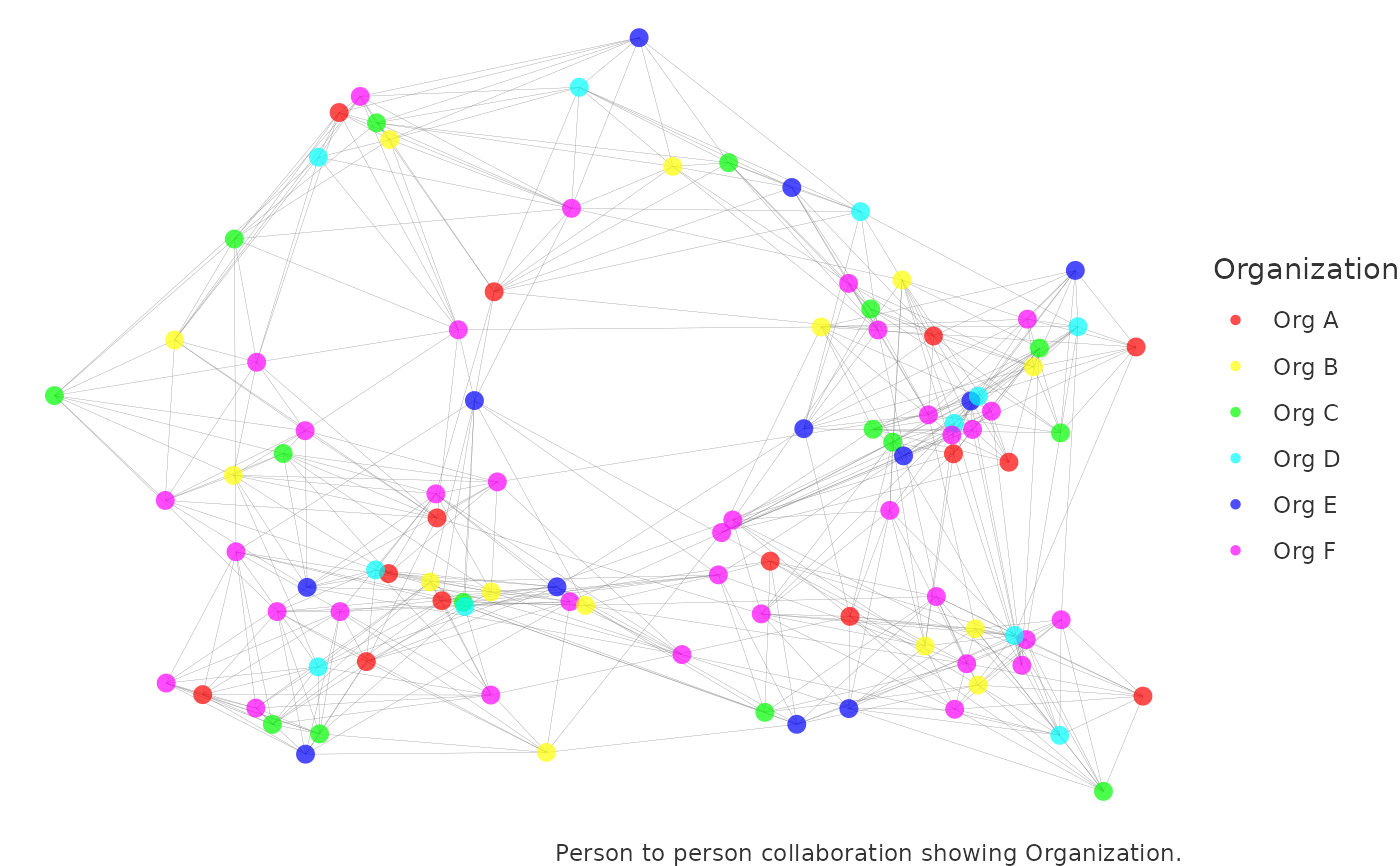 Organization
Org A
Org B
Org C
Org D
Org E
Org F
Person to person collaboration showing Organization.